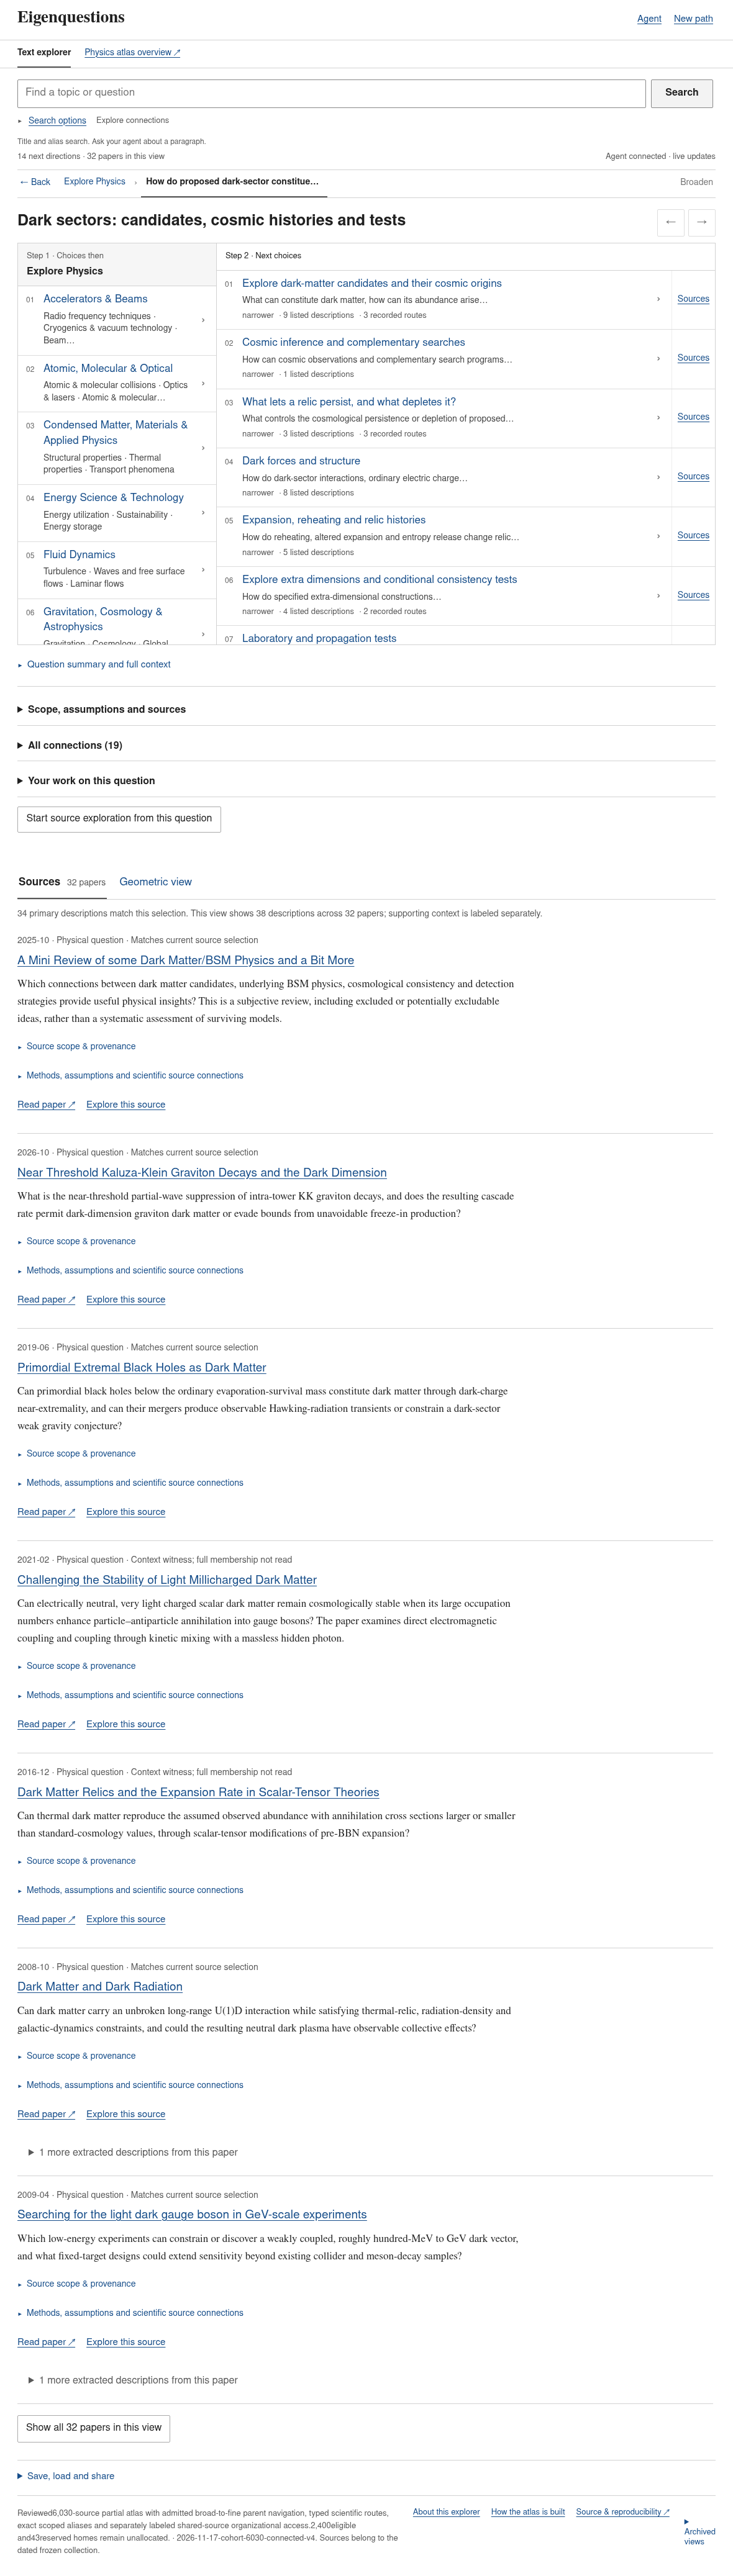 Eigenquestions
Agent New path
Text explorer Physics atlas overview ↗
Find a topic or question
Search
▸ Search options Explore connections
Title and alias search. Ask your agent about a paragraph.
14 next directions · 32 papers in this view
Agent connected · live updates
← Back Explore Physics › How do proposed dark-sector constitue…
Broaden
Dark sectors: candidates, cosmic histories and tests
← →
Step 1 · Choices then
Explore Physics
01 Accelerators & Beams
Radio frequency techniques ·
Cryogenics & vacuum technology ·
Beam…
›
02 Atomic, Molecular & Optical
Atomic & molecular collisions · Optics
& lasers · Atomic & molecular…
›
03 Condensed Matter, Materials &
Applied Physics
Structural properties · Thermal
properties · Transport phenomena
›
04 Energy Science & Technology
Energy utilization · Sustainability ·
Energy storage
›
05 Fluid Dynamics
Turbulence · Waves and free surface
flows · Laminar flows
›
06 Gravitation, Cosmology &
Astrophysics
Gravitation · Cosmology · Global
›
Step 2 · Next choices
01 Explore dark-matter candidates and their cosmic origins
What can constitute dark matter, how can its abundance arise…
narrower · 9 listed descriptions · 3 recorded routes
› Sources
02 Cosmic inference and complementary searches
How can cosmic observations and complementary search programs…
narrower · 1 listed descriptions
› Sources
03 What lets a relic persist, and what depletes it?
What controls the cosmological persistence or depletion of proposed…
narrower · 3 listed descriptions · 3 recorded routes
› Sources
04 Dark forces and structure
How do dark-sector interactions, ordinary electric charge…
narrower · 8 listed descriptions
› Sources
05 Expansion, reheating and relic histories
How do reheating, altered expansion and entropy release change relic…
narrower · 5 listed descriptions
› Sources
06 Explore extra dimensions and conditional consistency tests
How do specified extra-dimensional constructions…
narrower · 4 listed descriptions · 2 recorded routes
› Sources
07 Laboratory and propagation tests
▸ Question summary and full context
▶ Scope, assumptions and sources
▶ All connections (19)
▶ Your work on this question
Start source exploration from this question
Sources 32 papers Geometric view
34 primary descriptions match this selection. This view shows 38 descriptions across 32 papers; supporting context is labeled separately.
2025-10 · Physical question · Matches current source selection
A Mini Review of some Dark Matter/BSM Physics and a Bit More
Which connections between dark matter candidates, underlying BSM physics, cosmological consistency and detection
strategies provide useful physical insights? This is a subjective review, including excluded or potentially excludable
ideas, rather than a systematic assessment of surviving models.
▸ Source scope & provenance
▸ Methods, assumptions and scientific source connections
Read paper ↗ Explore this source
2026-10 · Physical question · Matches current source selection
Near Threshold Kaluza-Klein Graviton Decays and the Dark Dimension
What is the near-threshold partial-wave suppression of intra-tower KK graviton decays, and does the resulting cascade
rate permit dark-dimension graviton dark matter or evade bounds from unavoidable freeze-in production?
▸ Source scope & provenance
▸ Methods, assumptions and scientific source connections
Read paper ↗ Explore this source
2019-06 · Physical question · Matches current source selection
Primordial Extremal Black Holes as Dark Matter
Can primordial black holes below the ordinary evaporation-survival mass constitute dark matter through dark-charge
near-extremality, and can their mergers produce observable Hawking-radiation transients or constrain a dark-sector
weak gravity conjecture?
▸ Source scope & provenance
▸ Methods, assumptions and scientific source connections
Read paper ↗ Explore this source
2021-02 · Physical question · Context witness; full membership not read
Challenging the Stability of Light Millicharged Dark Matter
Can electrically neutral, very light charged scalar dark matter remain cosmologically stable when its large occupation
numbers enhance particle–antiparticle annihilation into gauge bosons? The paper examines direct electromagnetic
coupling and coupling through kinetic mixing with a massless hidden photon.
▸ Source scope & provenance
▸ Methods, assumptions and scientific source connections
Read paper ↗ Explore this source
2016-12 · Physical question · Context witness; full membership not read
Dark Matter Relics and the Expansion Rate in Scalar-Tensor Theories
Can thermal dark matter reproduce the assumed observed abundance with annihilation cross sections larger or smaller
than standard-cosmology values, through scalar-tensor modifications of pre-BBN expansion?
▸ Source scope & provenance
▸ Methods, assumptions and scientific source connections
Read paper ↗ Explore this source
2008-10 · Physical question · Matches current source selection
Dark Matter and Dark Radiation
Can dark matter carry an unbroken long-range U(1)D interaction while satisfying thermal-relic, radiation-density and
galactic-dynamics constraints, and could the resulting neutral dark plasma have observable collective effects?
▸ Source scope & provenance
▸ Methods, assumptions and scientific source connections
Read paper ↗ Explore this source
▶ 1 more extracted descriptions from this paper
2009-04 · Physical question · Matches current source selection
Searching for the light dark gauge boson in GeV-scale experiments
Which low-energy experiments can constrain or discover a weakly coupled, roughly hundred-MeV to GeV dark vector,
and what fixed-target designs could extend sensitivity beyond existing collider and meson-decay samples?
▸ Source scope & provenance
▸ Methods, assumptions and scientific source connections
Read paper ↗ Explore this source
▶ 1 more extracted descriptions from this paper
Show all 32 papers in this view
▶ Save, load and share
Reviewed6,030-source partial atlas with admitted broad-to-fine parent navigation, typed scientific routes,
exact scoped aliases and separately labeled shared-source organizational access.2,400eligible
and43reserved homes remain unallocated. · 2026-11-17-cohort-6030-connected-v4. Sources belong to the
dated frozen collection.
About this explorer How the atlas is built Source & reproducibility ↗
▶
Archived
views